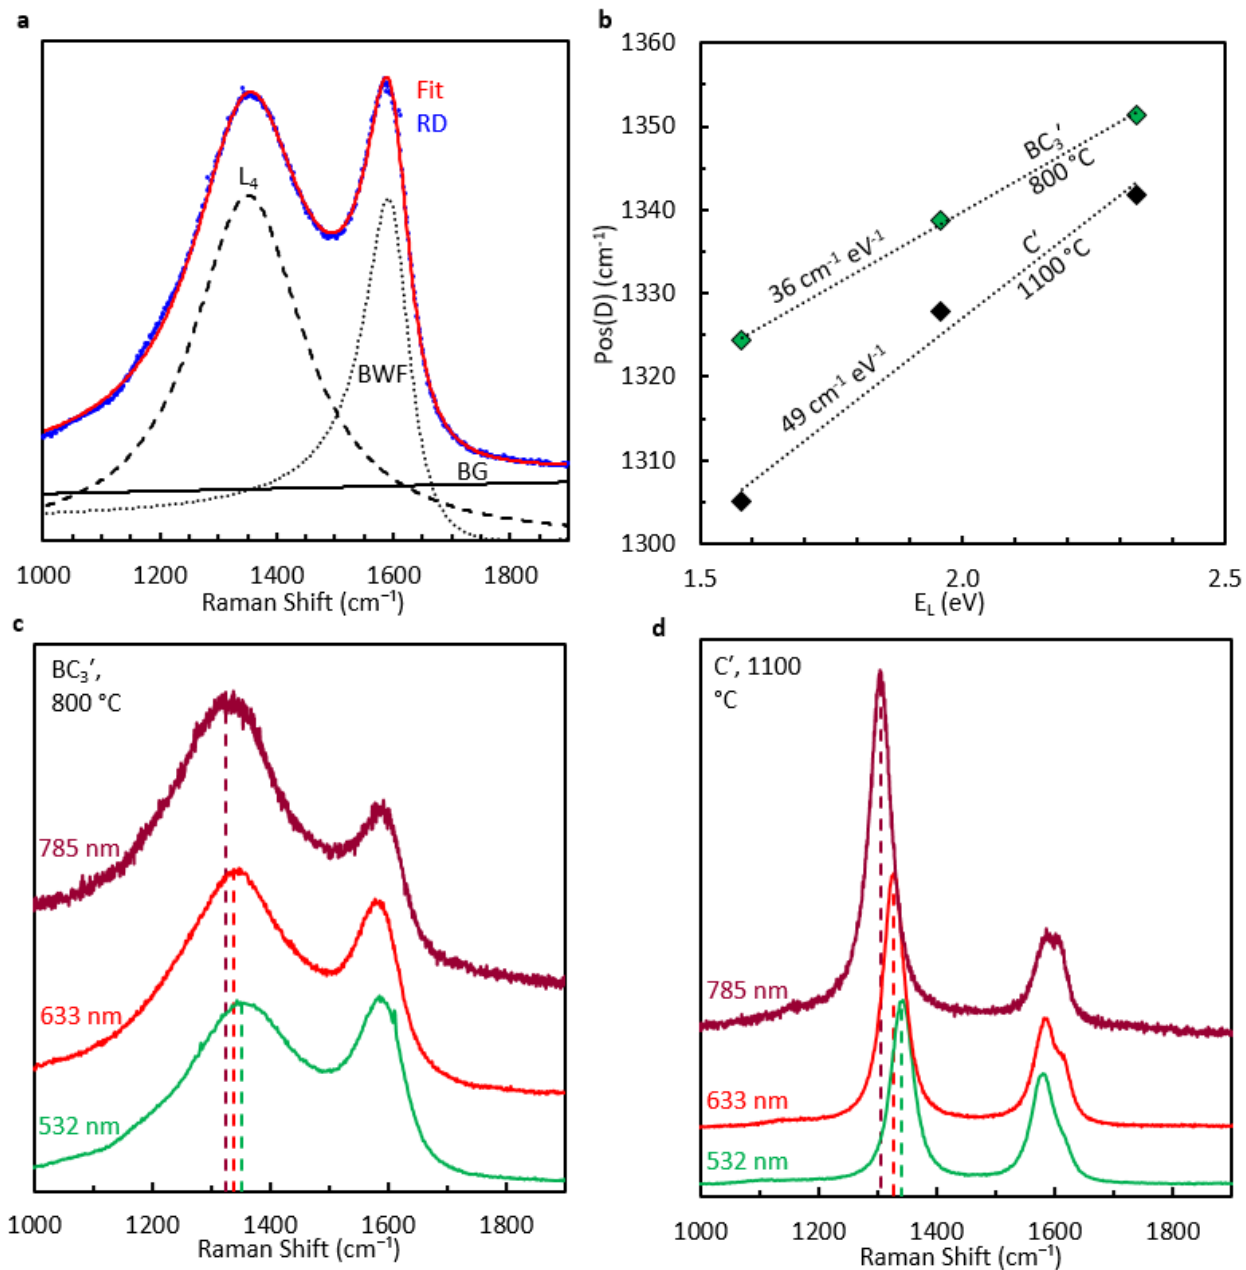 a
Fit
RD
L₄
BWF
BG
1000 1200 1400 1600 1800
Raman Shift (cm⁻¹)
b
1360
1350
1340
1330
1320
1310
1300
Pos(D) (cm⁻¹)
BC₃′
800 °C
36 cm⁻¹ eV⁻¹
C′
1100 °C
49 cm⁻¹ eV⁻¹
1.5 2.0 2.5
E_L (eV)
c
BC₃′,
800 °C
785 nm
633 nm
532 nm
1000 1200 1400 1600 1800
Raman Shift (cm⁻¹)
d
C′, 1100
°C
785 nm
633 nm
532 nm
1000 1200 1400 1600 1800
Raman Shift (cm⁻¹)